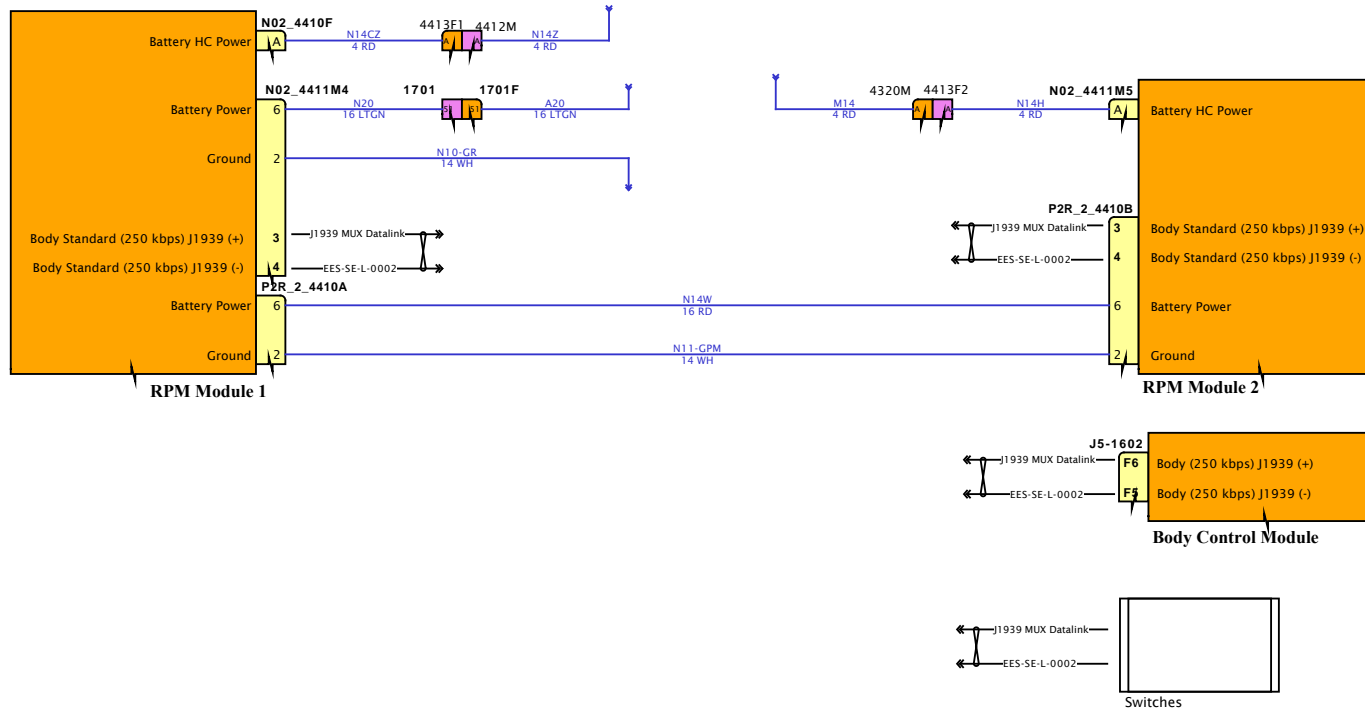 N02_4410F
Battery HC Power
A
N14CZ
4 RD
4413F1
4412M
A
A
N14Z
4 RD
N02_4411M4
Battery Power
6
N20
16 LTGN
1701
1701F
51
A20
16 LTGN
Ground
2
N10-GR
14 WH
Body Standard (250 kbps) J1939 (+)
3
J1939 MUX Datalink
Body Standard (250 kbps) J1939 (-)
4
EES-SE-L-0002
P2R_2_4410A
Battery Power
6
N14W
16 RD
Ground
2
N11-GPM
14 WH
RPM Module 1
M14
4 RD
4320M
4413F2
A
A
N14H
4 RD
N02_4411M5
A
Battery HC Power
P2R_2_4410B
J1939 MUX Datalink
3
Body Standard (250 kbps) J1939 (+)
EES-SE-L-0002
4
Body Standard (250 kbps) J1939 (-)
6
Battery Power
2
Ground
RPM Module 2
J5-1602
J1939 MUX Datalink
F6
Body (250 kbps) J1939 (+)
EES-SE-L-0002
F5
Body (250 kbps) J1939 (-)
Body Control Module
J1939 MUX Datalink
EES-SE-L-0002
Switches